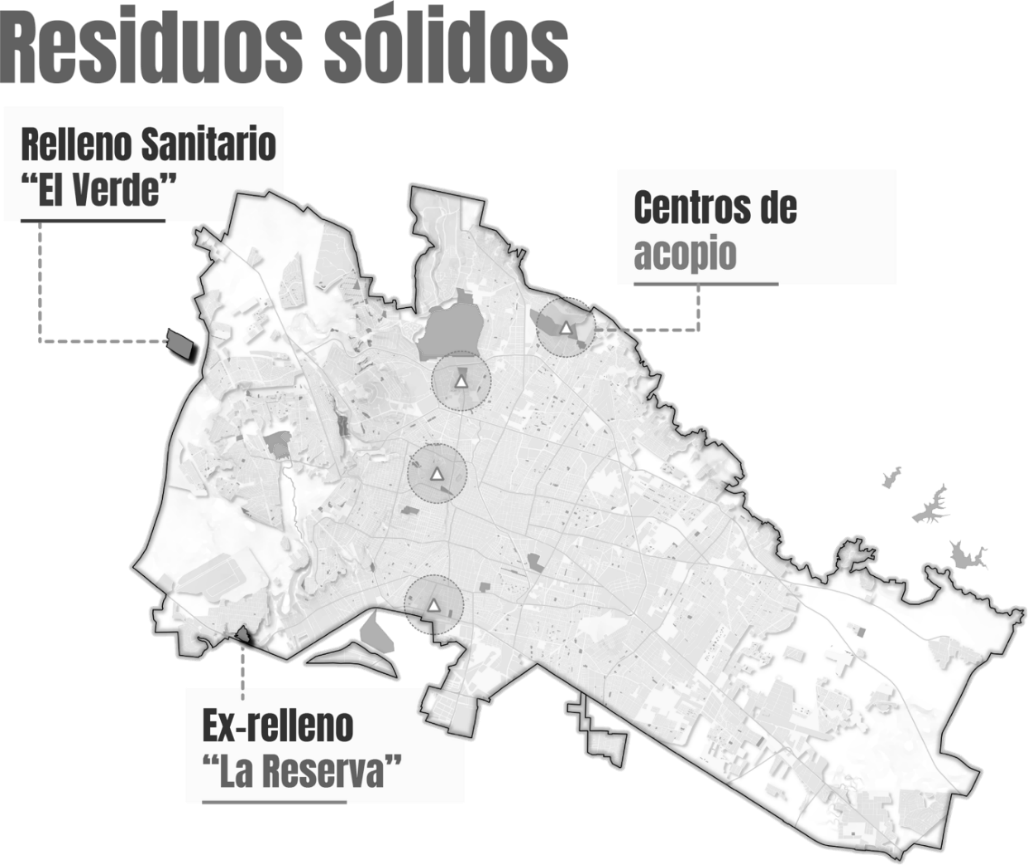 Residuos sólidos
Relleno Sanitario
“El Verde”
Centros de
acopio
Ex-relleno
“La Reserva”